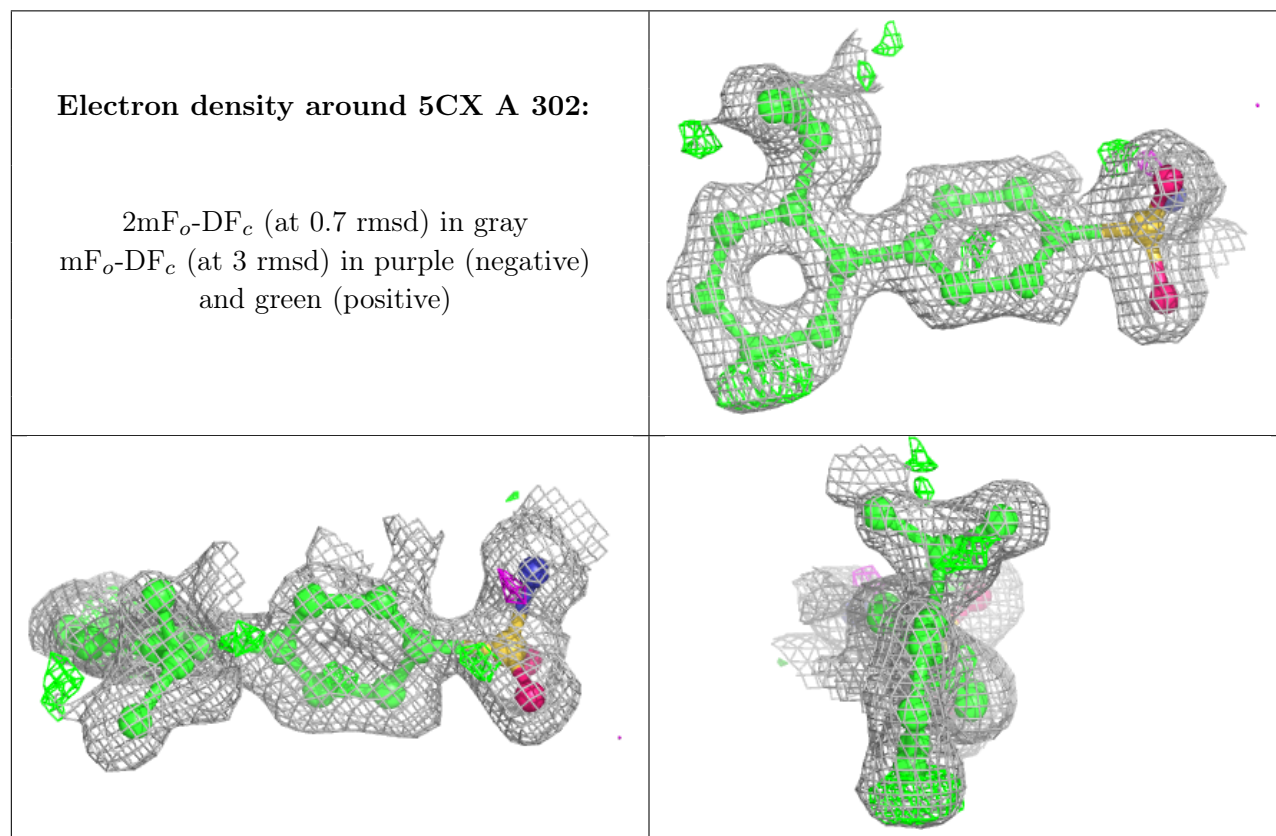 Electron density around 5CX A 302:
2mFₒ-DF𝒸 (at 0.7 rmsd) in gray
mFₒ-DF𝒸 (at 3 rmsd) in purple (negative)
and green (positive)